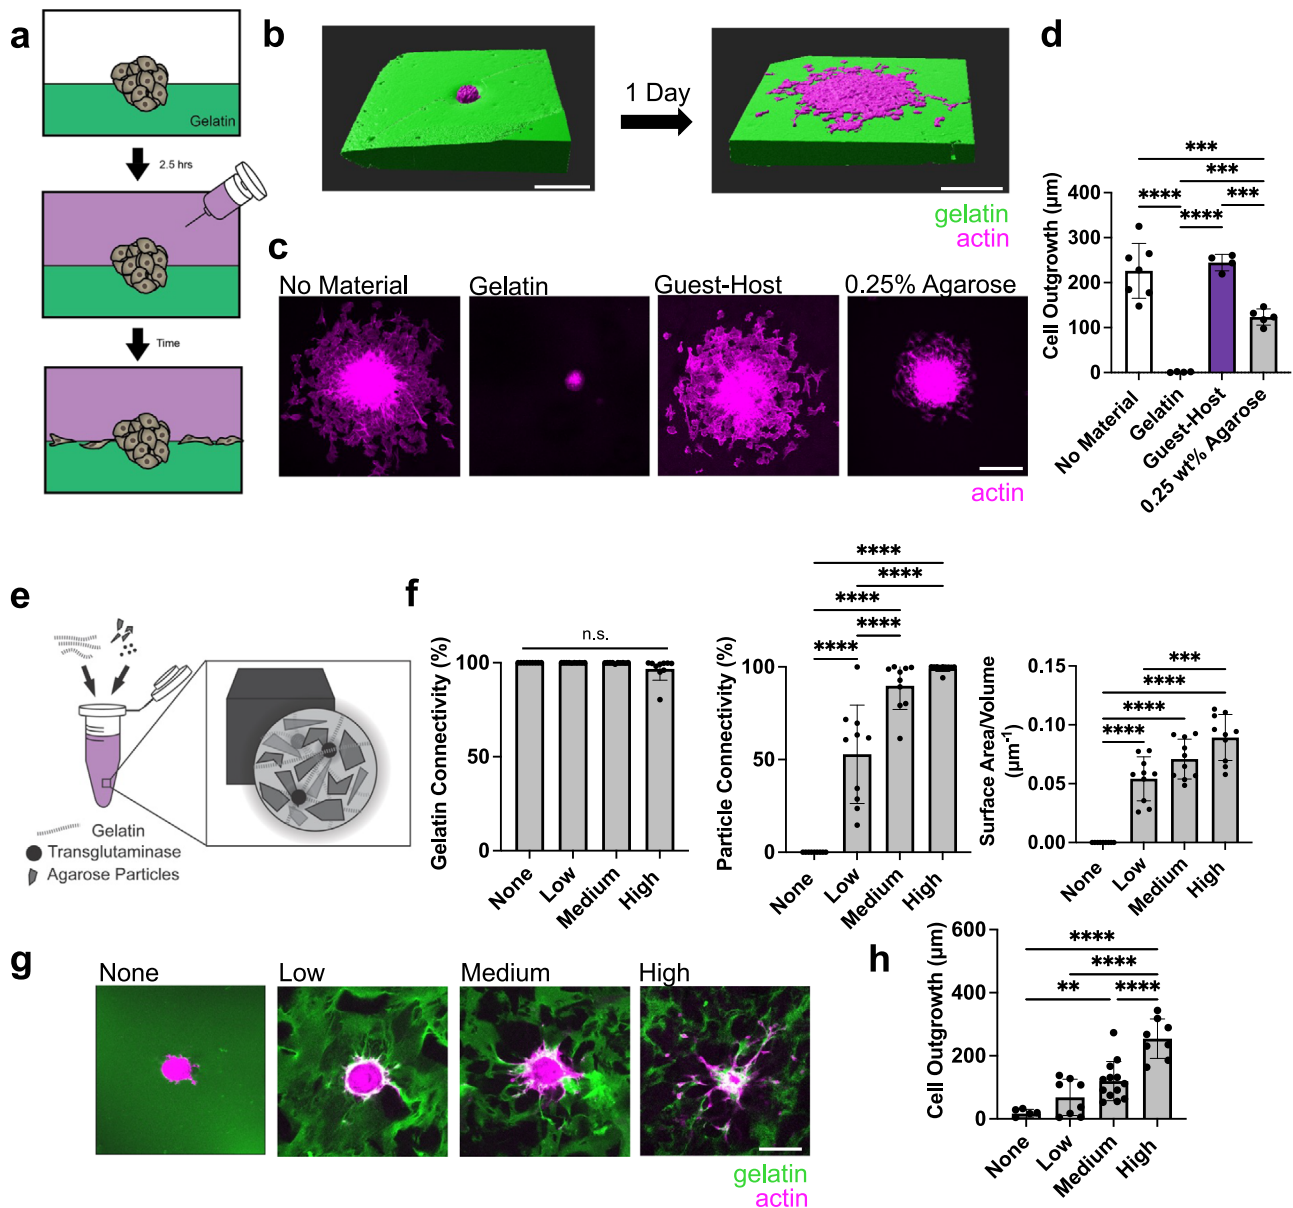 a
Gelatin
2.5 hrs
Time
b
1 Day
gelatin
actin
c
No Material
Gelatin
Guest-Host
0.25% Agarose
actin
d
Cell Outgrowth (µm)
400
300
200
100
0
***
***
**** ***
****
No Material
Gelatin
Guest-Host
0.25 wt% Agarose
e
Gelatin
Transglutaminase
Agarose Particles
f
Gelatin Connectivity (%)
100
50
0
n.s.
None
Low
Medium
High
Particle Connectivity (%)
100
50
0
****
****
****
****
****
None
Low
Medium
High
Surface Area/Volume
(µm⁻¹)
0.15
0.10
0.05
0.00
***
****
****
****
None
Low
Medium
High
g
None
Low
Medium
High
gelatin
actin
h
Cell Outgrowth (µm)
600
400
200
0
****
****
** ****
None
Low
Medium
High